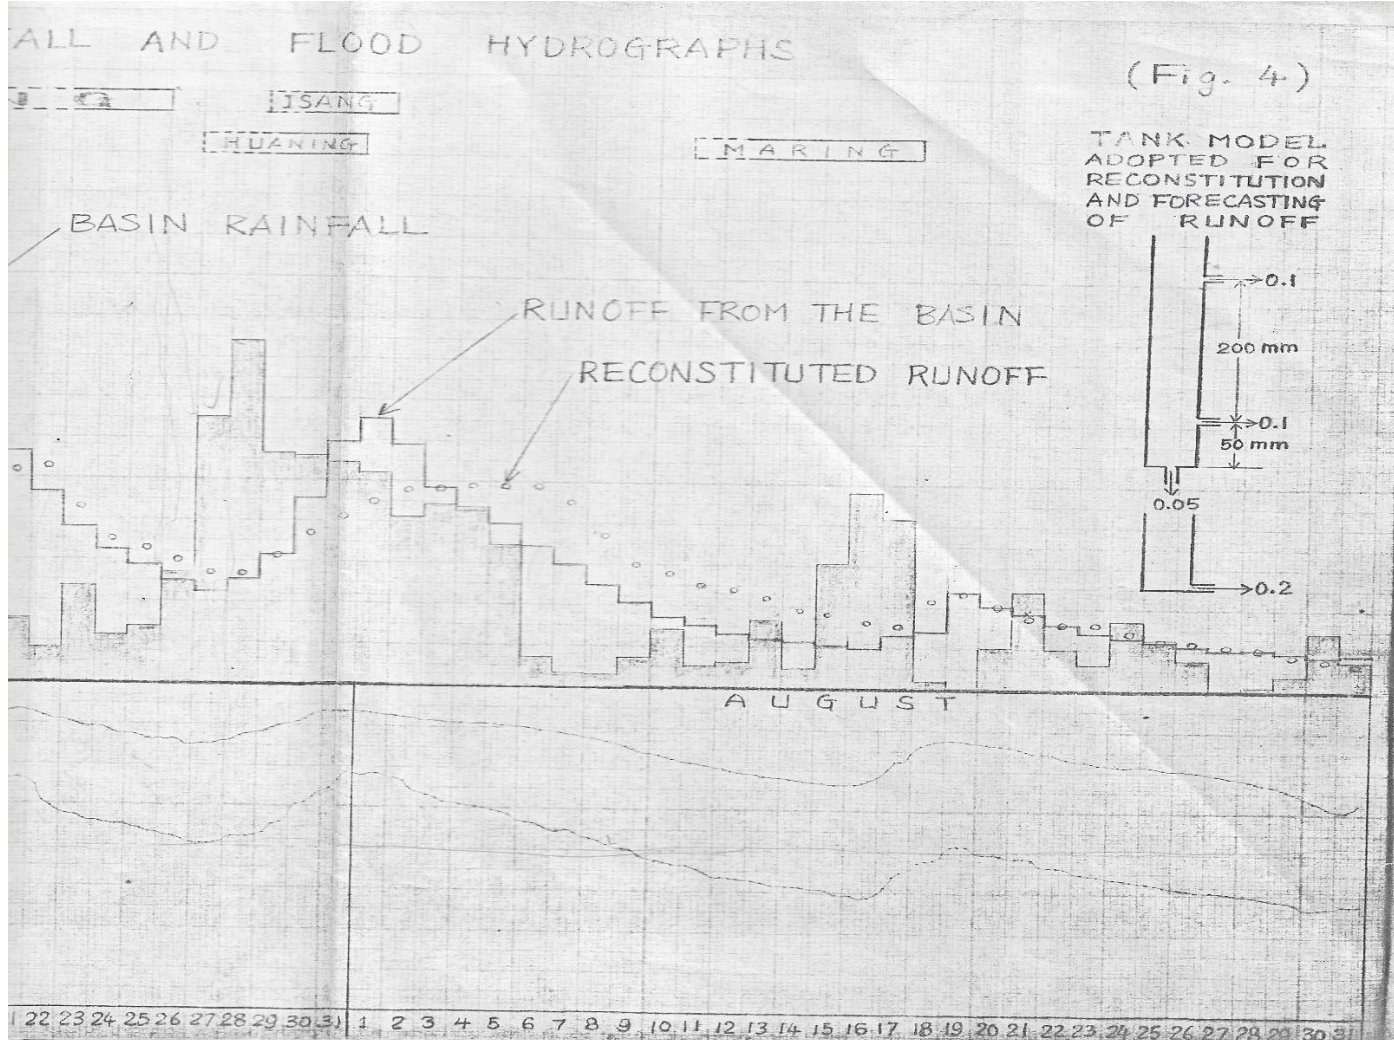 ALL AND FLOOD HYDROGRAPHS
(Fig. 4)
ISANG
HUANING
MARING
TANK MODEL
ADOPTED FOR
RECONSTITUTION
AND FORECASTING
OF RUNOFF
BASIN RAINFALL
0.1
RUNOFF FROM THE BASIN
200 mm
RECONSTITUTED RUNOFF
0.1
50 mm
0.05
0.2
AUGUST
22 23 24 25 26 27 28 29 30 31 1 2 3 4 5 6 7 8 9 10 11 12 13 14 15 16 17 18 19 20 21 22 23 24 25 26 27 28 29 30 31